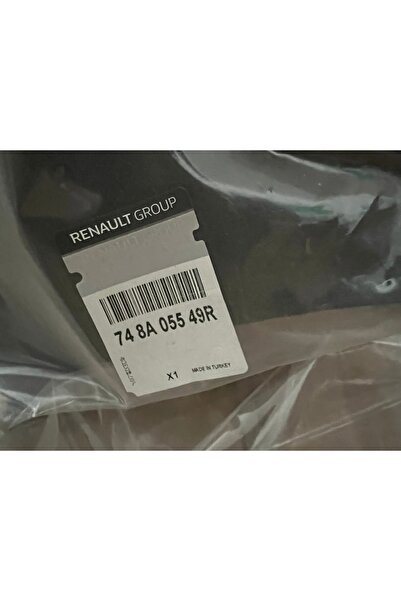 RENAULT GROUP
74 8A 055 49R
X1
MADE IN TURKEY